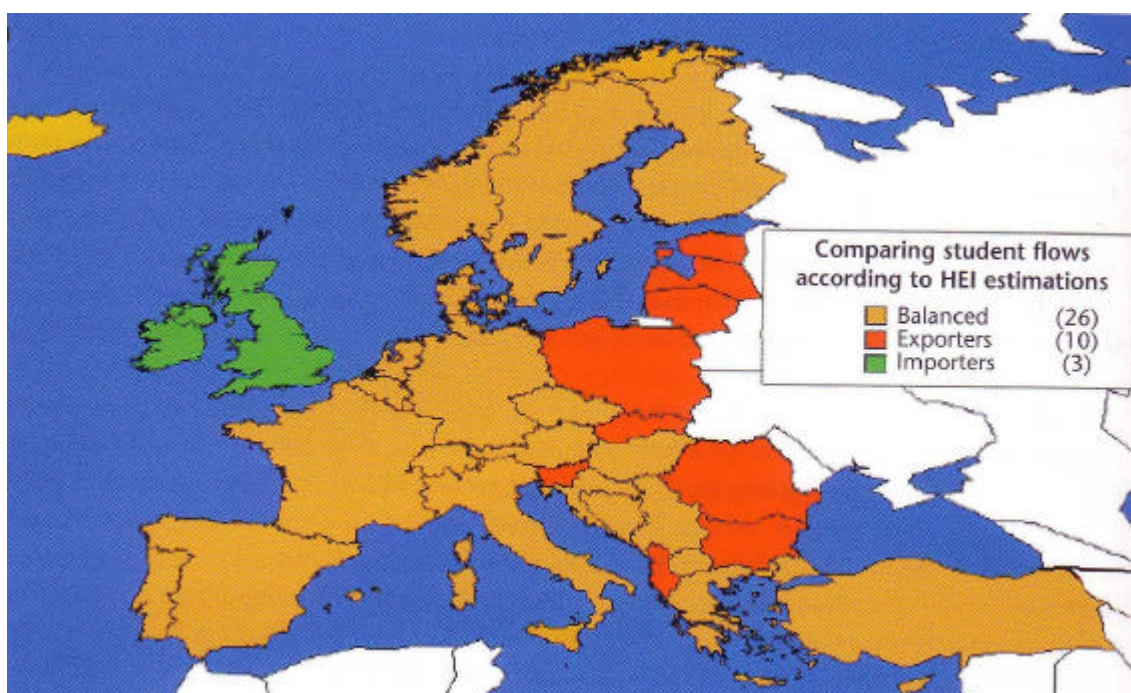 Comparing student flows
according to HEI estimations
Balanced (26)
Exporters (10)
Importers (3)